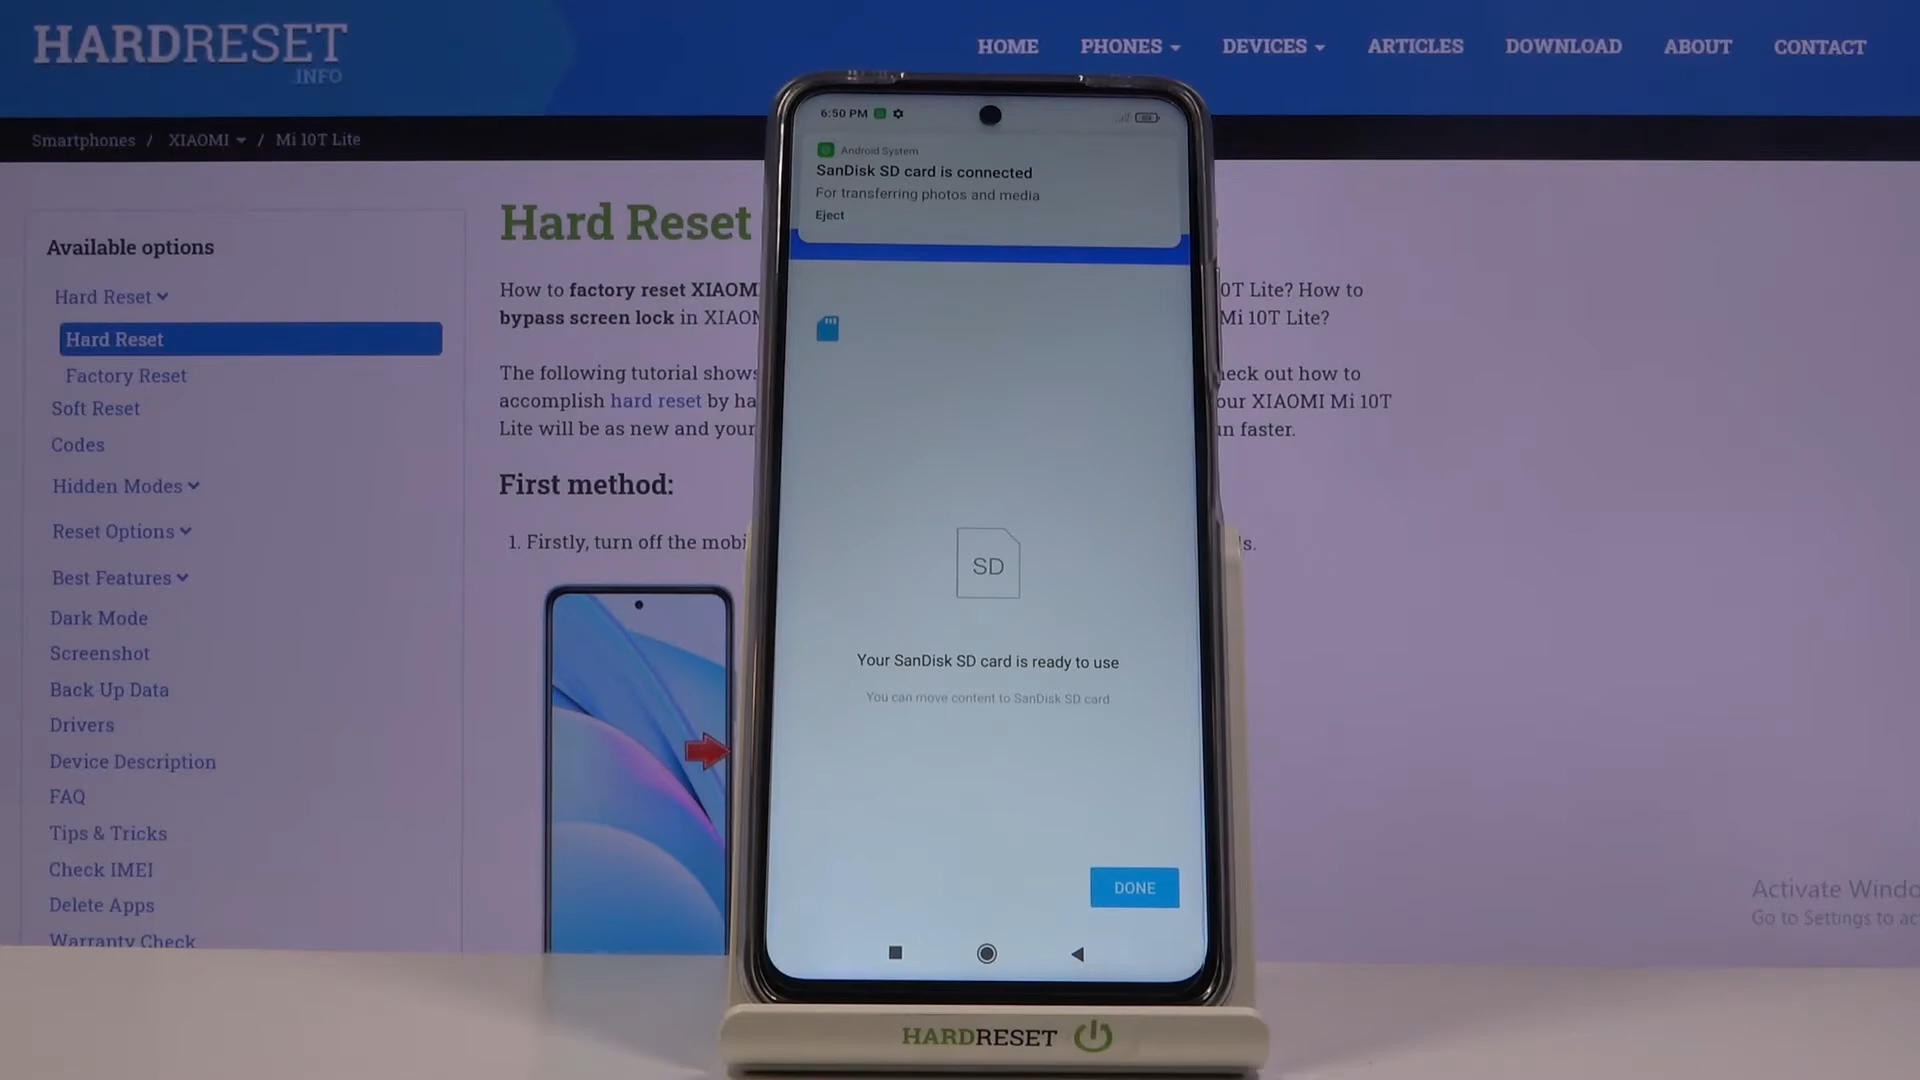 HARDRESET
.INFO
HOME PHONES DEVICES ARTICLES DOWNLOAD ABOUT CONTACT
Smartphones / XIAOMI / Mi 10T Lite
Available options
Hard Reset
Hard Reset
Factory Reset
Soft Reset
Codes
Hidden Modes
Reset Options
Best Features
Dark Mode
Screenshot
Back Up Data
Drivers
Device Description
FAQ
Tips & Tricks
Check IMEI
Delete Apps
Warranty Check
Hard Reset
How to factory reset XIAOM 0T Lite? How to
bypass screen lock in XIAOM Mi 10T Lite?
The following tutorial shows eck out how to
accomplish hard reset by ha our XIAOMI Mi 10T
Lite will be as new and your n faster.
First method:
1. Firstly, turn off the mobi s.
6:50 PM
Android System
SanDisk SD card is connected
For transferring photos and media
Eject
SD
Your SanDisk SD card is ready to use
You can move content to SanDisk SD card
DONE
HARDRESET
Activate Windo
Go to Settings to ac